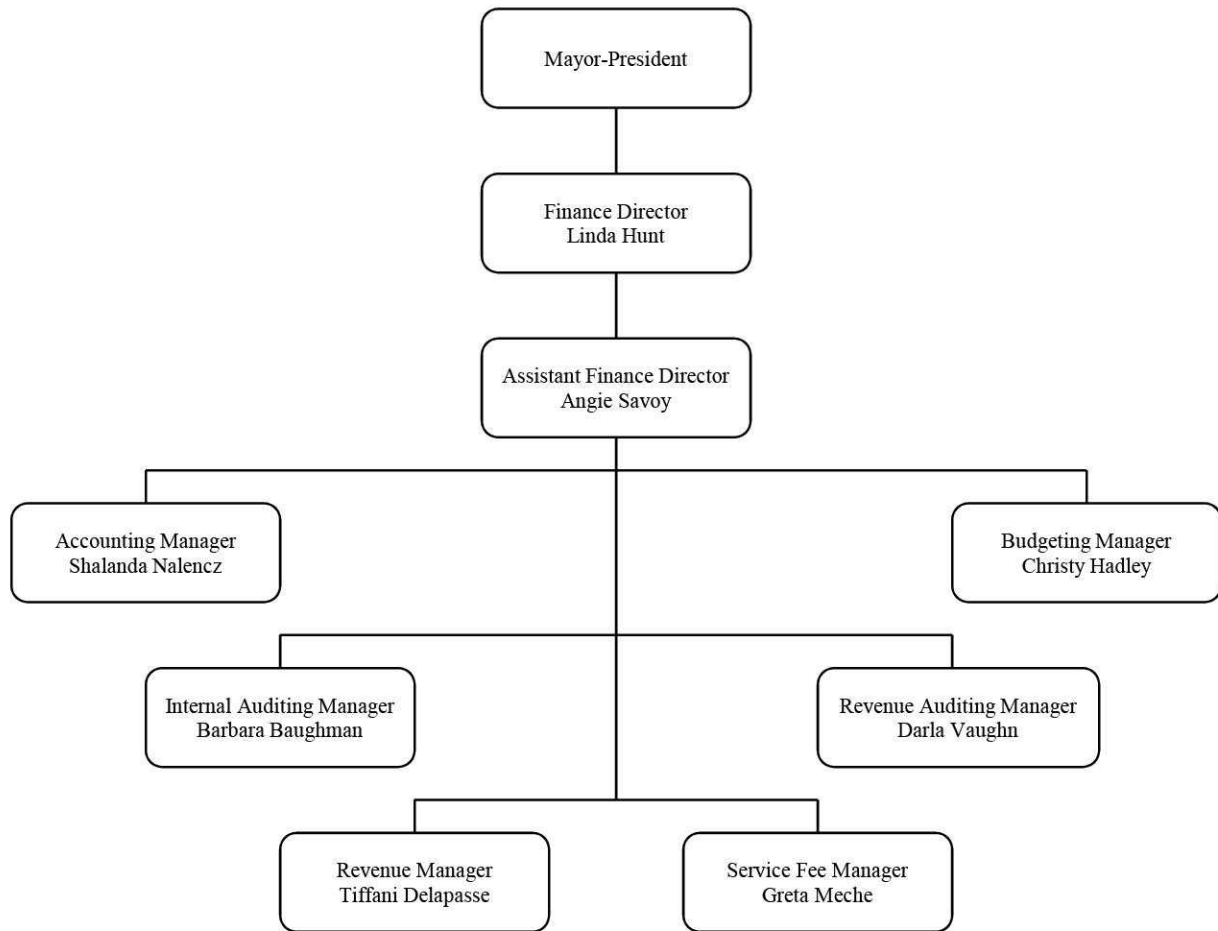 Mayor-President
Finance Director
Linda Hunt
Assistant Finance Director
Angie Savoy
Accounting Manager
Shalanda Nalencz
Budgeting Manager
Christy Hadley
Internal Auditing Manager
Barbara Baughman
Revenue Auditing Manager
Darla Vaughn
Revenue Manager
Tiffani Delapasse
Service Fee Manager
Greta Meche